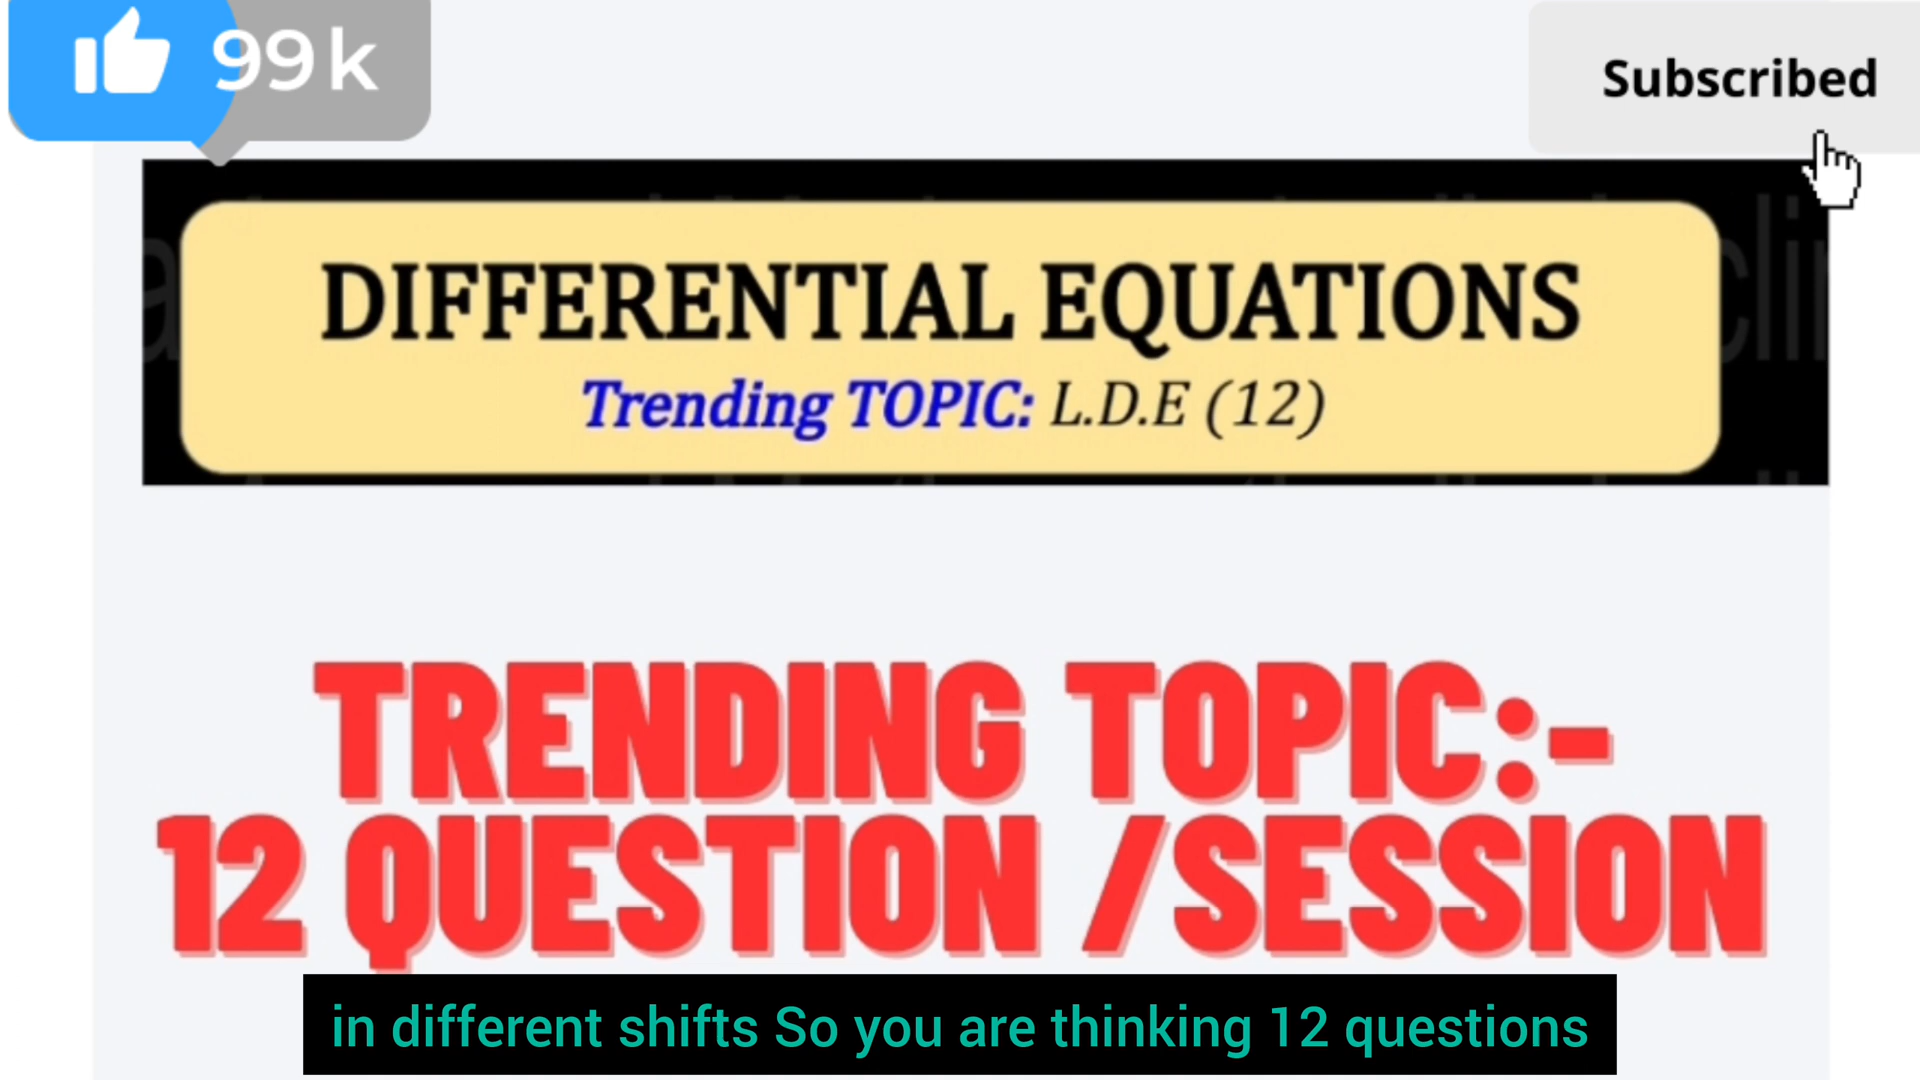 99k
Subscribed
DIFFERENTIAL EQUATIONS
Trending TOPIC: L.D.E (12)
TRENDING TOPIC:-
12 QUESTION /SESSION
in different shifts So you are thinking 12 questions